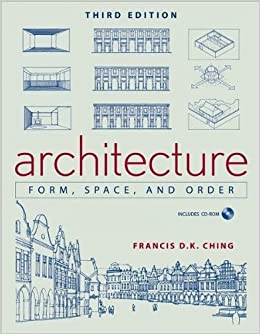 THIRD EDITION
architecture
FORM, SPACE, AND ORDER
INCLUDES CD-ROM
FRANCIS D.K. CHING